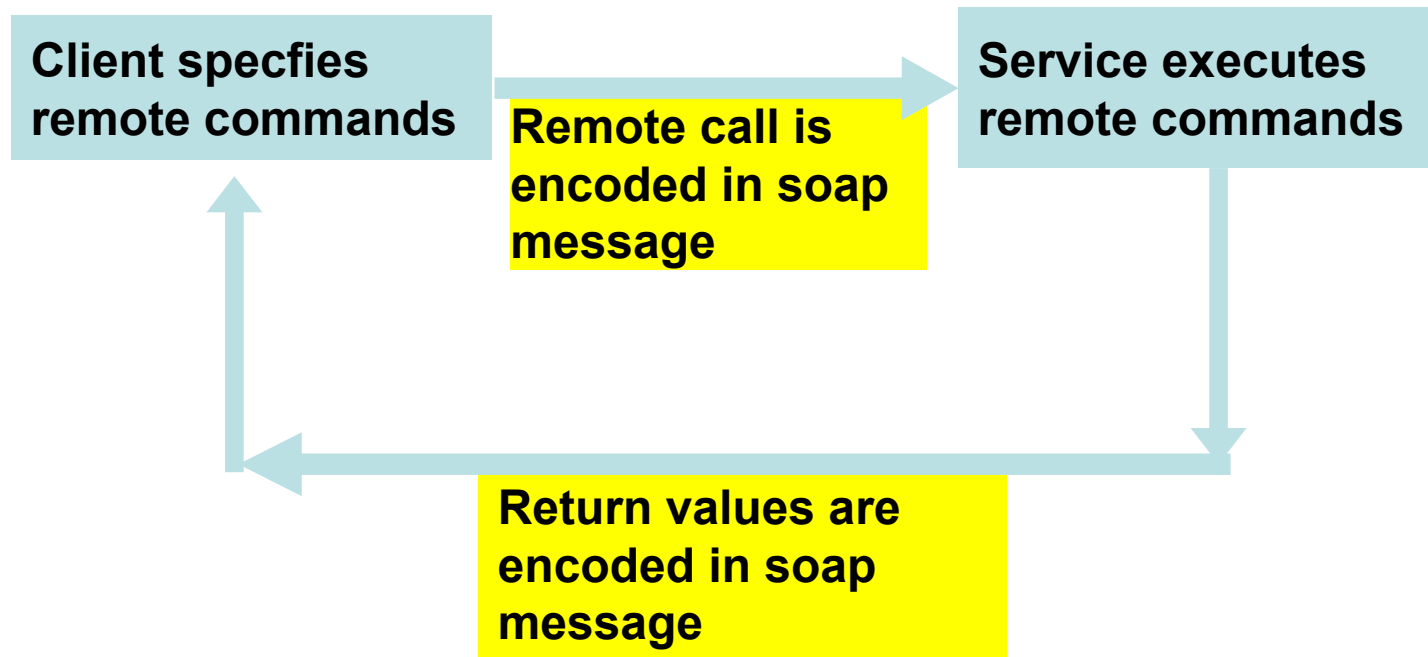 Client specfies
remote commands
Remote call is
encoded in soap
message
Service executes
remote commands
Return values are
encoded in soap
message